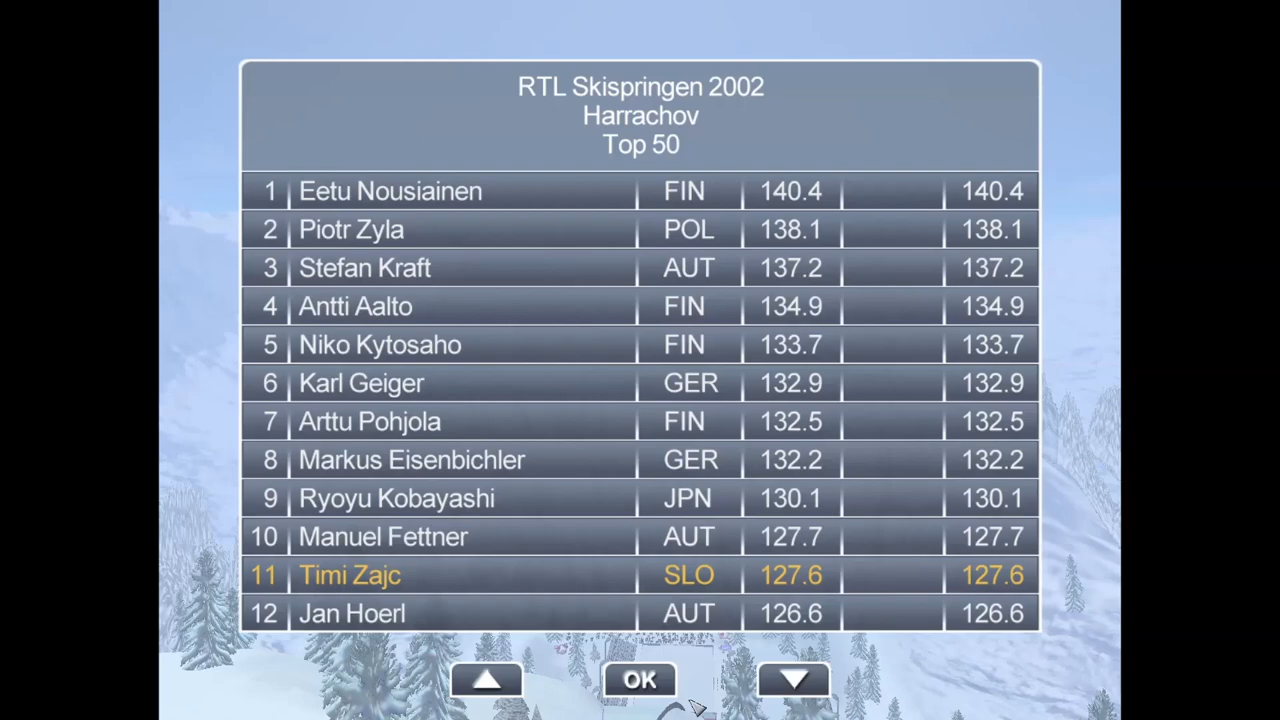 RTL Skispringen 2002
Harrachov
Top 50
1 Eetu Nousiainen FIN 140.4 140.4
2 Piotr Zyla POL 138.1 138.1
3 Stefan Kraft AUT 137.2 137.2
4 Antti Aalto FIN 134.9 134.9
5 Niko Kytosaho FIN 133.7 133.7
6 Karl Geiger GER 132.9 132.9
7 Arttu Pohjola FIN 132.5 132.5
8 Markus Eisenbichler GER 132.2 132.2
9 Ryoyu Kobayashi JPN 130.1 130.1
10 Manuel Fettner AUT 127.7 127.7
11 Timi Zajc SLO 127.6 127.6
12 Jan Hoerl AUT 126.6 126.6
OK